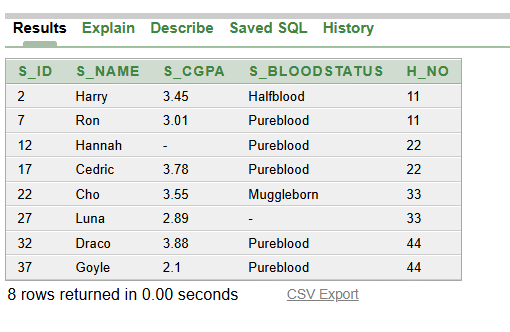 Results Explain Describe Saved SQL History
S_ID S_NAME S_CGPA S_BLOODSTATUS H_NO
2 Harry 3.45 Halfblood 11
7 Ron 3.01 Pureblood 11
12 Hannah - Pureblood 22
17 Cedric 3.78 Pureblood 22
22 Cho 3.55 Muggleborn 33
27 Luna 2.89 - 33
32 Draco 3.88 Pureblood 44
37 Goyle 2.1 Pureblood 44
8 rows returned in 0.00 seconds CSV Export